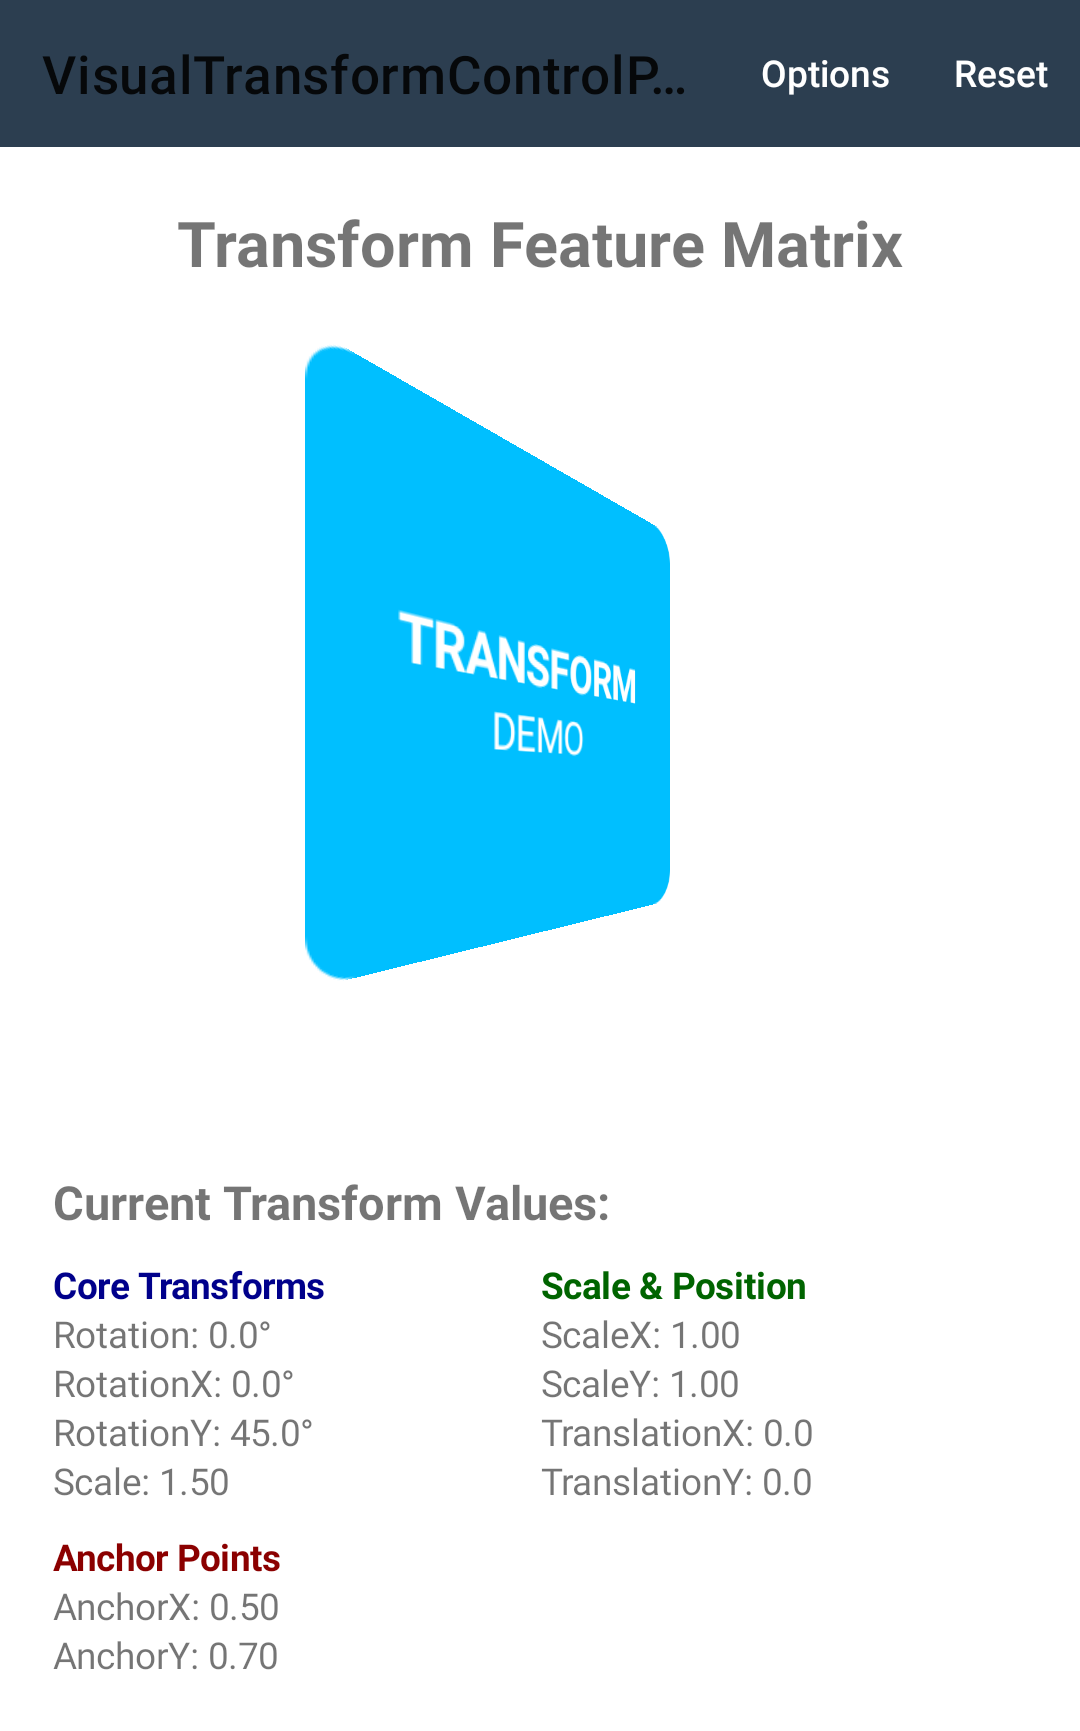 VisualTransformControlP...
Options
Reset
Transform Feature Matrix
TRANSFORM
DEMO
Current Transform Values:
Core Transforms
Rotation: 0.0°
RotationX: 0.0°
RotationY: 45.0°
Scale: 1.50
Scale & Position
ScaleX: 1.00
ScaleY: 1.00
TranslationX: 0.0
TranslationY: 0.0
Anchor Points
AnchorX: 0.50
AnchorY: 0.70